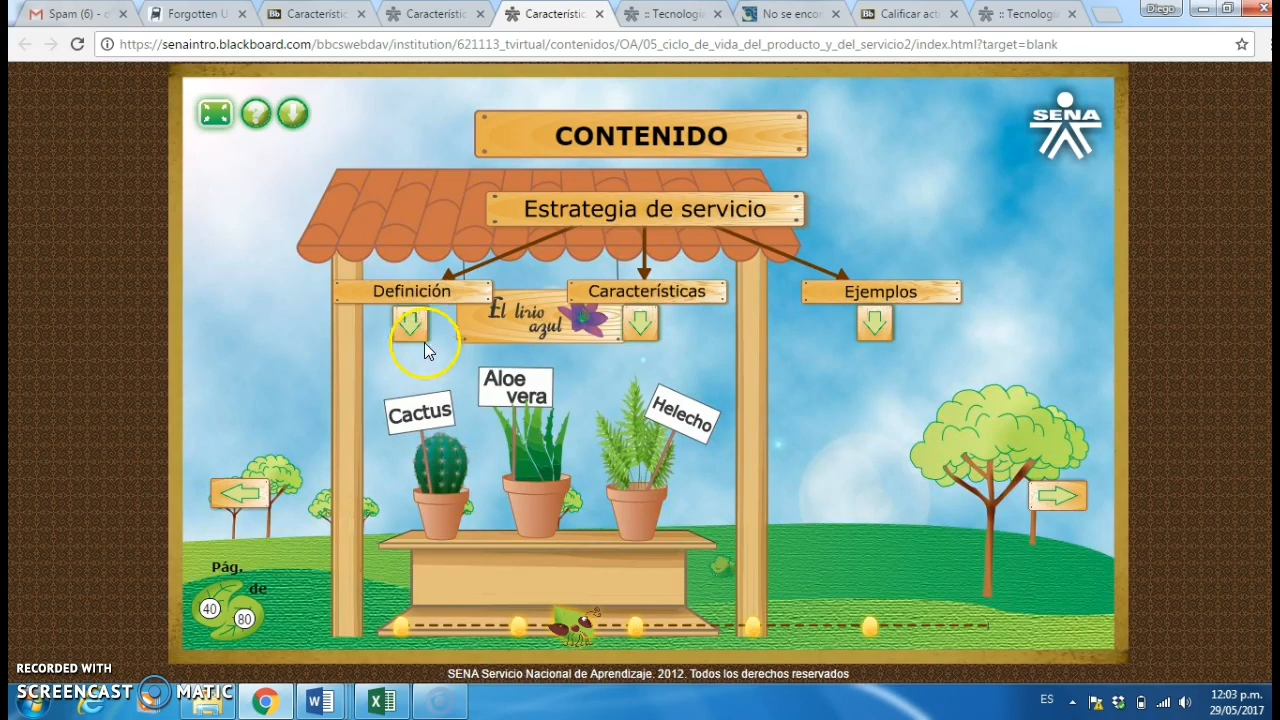 Spam (6) - c
Forgotten U
Característic
Característic
Característic
:: Tecnologí
No se encon
Calificar acti
:: Tecnologí
Diego
https://senaintro.blackboard.com/bbcswebdav/institution/621113_tvirtual/contenidos/OA/05_ciclo_de_vida_del_producto_y_del_servicio2/index.html?target=blank
SENA
CONTENIDO
Estrategia de servicio
Definición
Características
Ejemplos
El lirio
azul
Cactus
Aloe
vera
Helecho
Pág.
de
40
80
SENA Servicio Nacional de Aprendizaje. 2012. Todos los derechos reservados
RECORDED WITH
SCREENCAST MATIC
ES
12:03 p.m.
29/05/2017